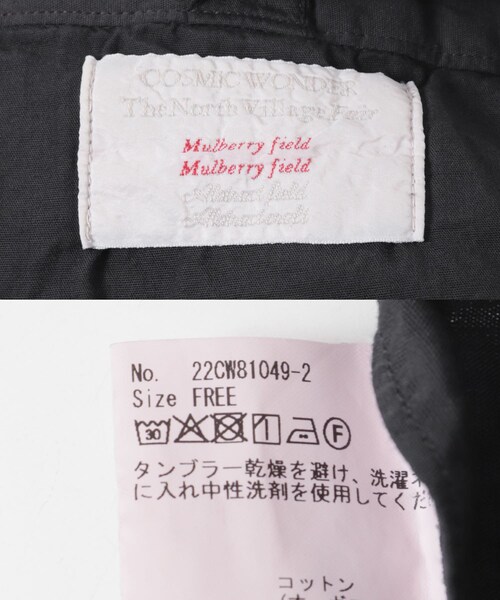 COSMIC WONDER
The North Village Fair
Mulberry field
Mulberry field
No. 22CW81049-2
Size FREE
30 F
タンブラー乾燥を避け、洗濯ネ
に入れ中性洗剤を使用してくだ
コットン